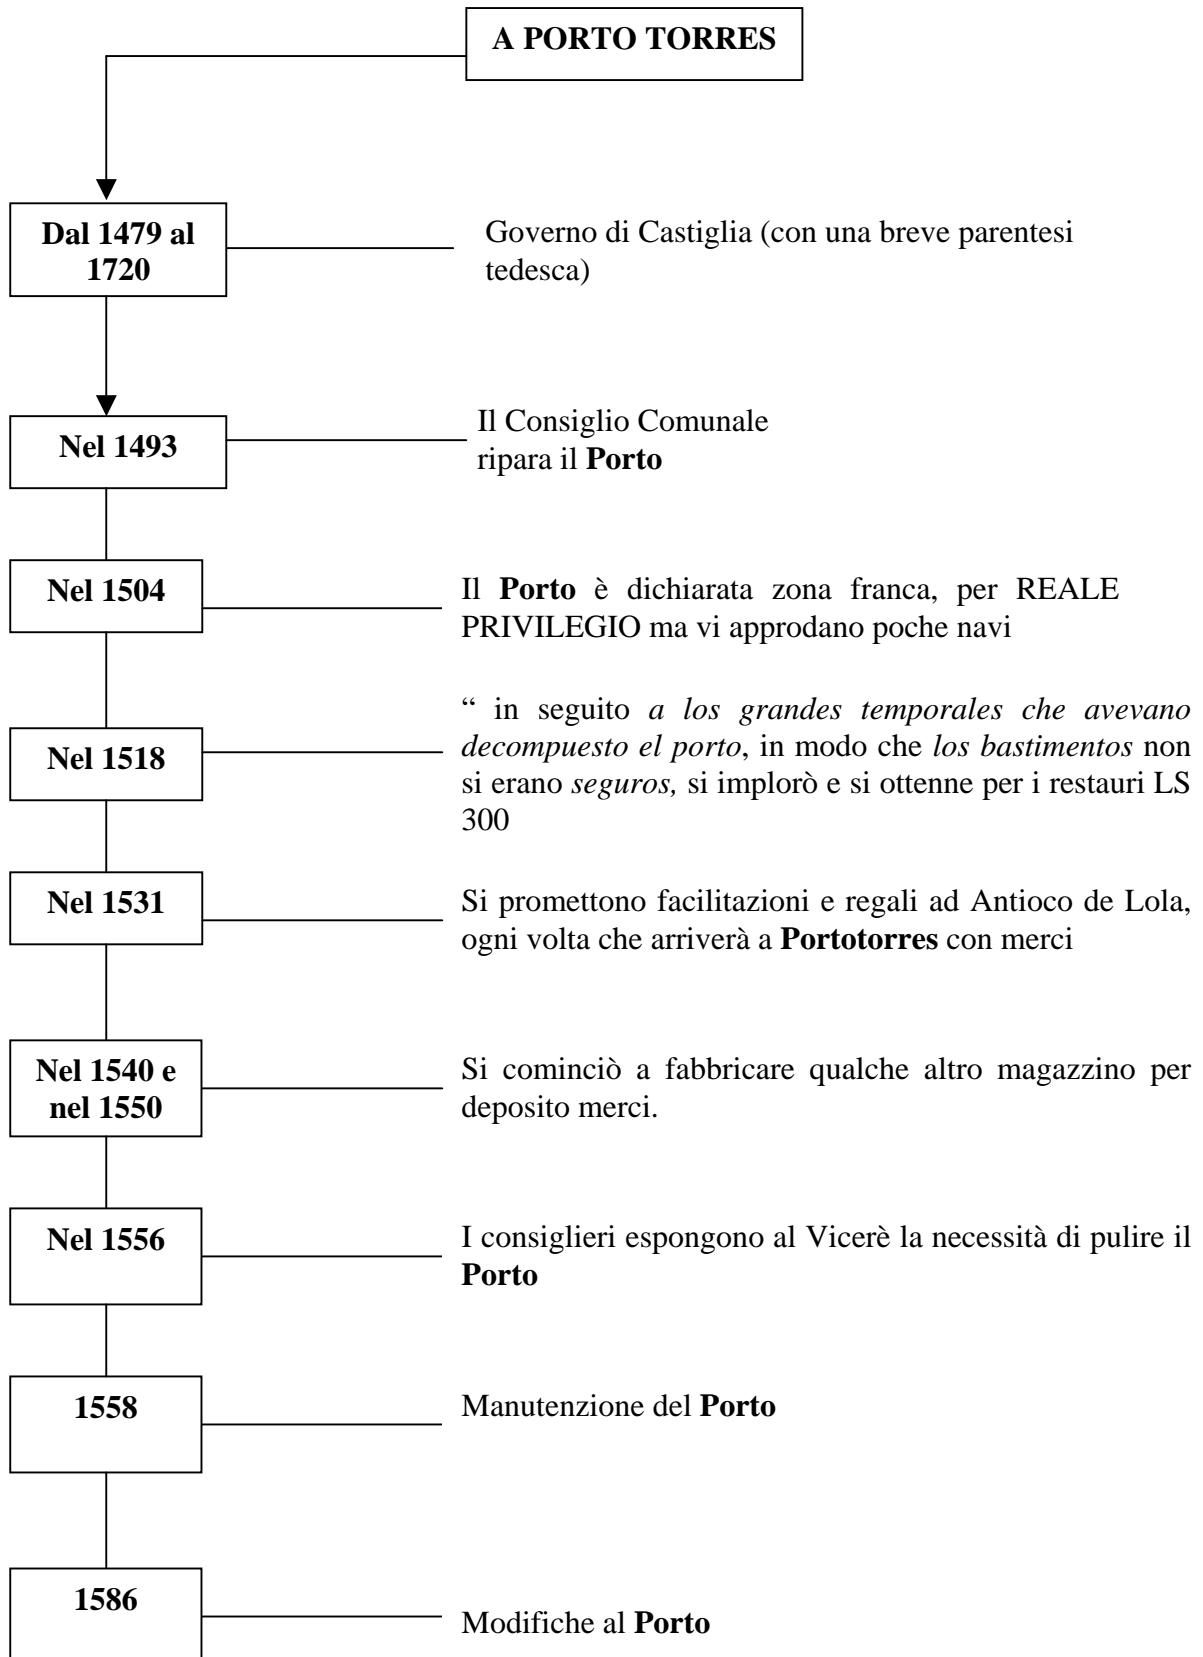 A PORTO TORRES
Dal 1479 al
1720
Governo di Castiglia (con una breve parentesi
tedesca)
Nel 1493
Il Consiglio Comunale
ripara il Porto
Nel 1504
Il Porto è dichiarata zona franca, per REALE
PRIVILEGIO ma vi approdano poche navi
Nel 1518
“ in seguito a los grandes temporales che avevano
decompuesto el porto, in modo che los bastimentos non
si erano seguros, si implorò e si ottenne per i restauri LS
300
Nel 1531
Si promettono facilitazioni e regali ad Antioco de Lola,
ogni volta che arriverà a Portotorres con merci
Nel 1540 e
nel 1550
Si cominciò a fabbricare qualche altro magazzino per
deposito merci.
Nel 1556
I consiglieri espongono al Vicerè la necessità di pulire il
Porto
1558
Manutenzione del Porto
1586
Modifiche al Porto